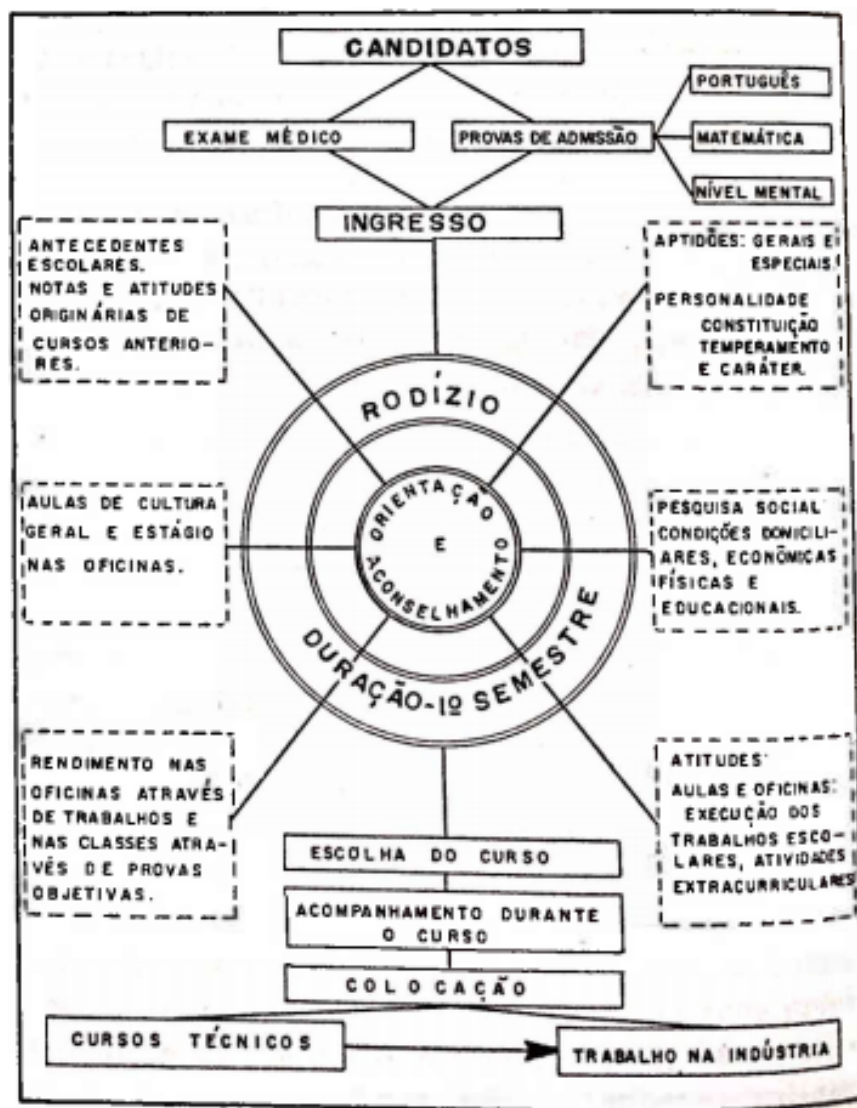 CANDIDATOS
EXAME MÉDICO
PROVAS DE ADMISSÃO
PORTUGUÊS
MATEMÁTICA
NÍVEL MENTAL
INGRESSO
ANTECEDENTES
ESCOLARES.
NOTAS E ATITUDES
ORIGINÁRIAS DE
CURSOS ANTERIO-
RES.
APTIDÕES: GERAIS E
ESPECIAIS.
PERSONALIDADE
CONSTITUIÇÃO
TEMPERAMENTO
E CARÁTER.
RODÍZIO
ORIENTAÇÃO
E
ACONSELHAMENTO
DURAÇÃO-1º SEMESTRE
AULAS DE CULTURA
GERAL E ESTÁGIO
NAS OFICINAS.
PESQUISA SOCIAL:
CONDIÇÕES DOMICILI-
ARES, ECONÔMICAS
FÍSICAS E
EDUCACIONAIS.
RENDIMENTO NAS
OFICINAS ATRAVÉS
DE TRABALHOS E
NAS CLASSES ATRA-
VÉS DE PROVAS
OBJETIVAS.
ATITUDES:
AULAS E OFICINAS:
EXECUÇÃO DOS
TRABALHOS ESCO-
LARES, ATIVIDADES
EXTRACURRICULARES
ESCOLHA DO CURSO
ACOMPANHAMENTO DURANTE
O CURSO
COLOCAÇÃO
CURSOS TÉCNICOS
TRABALHO NA INDÚSTRIA